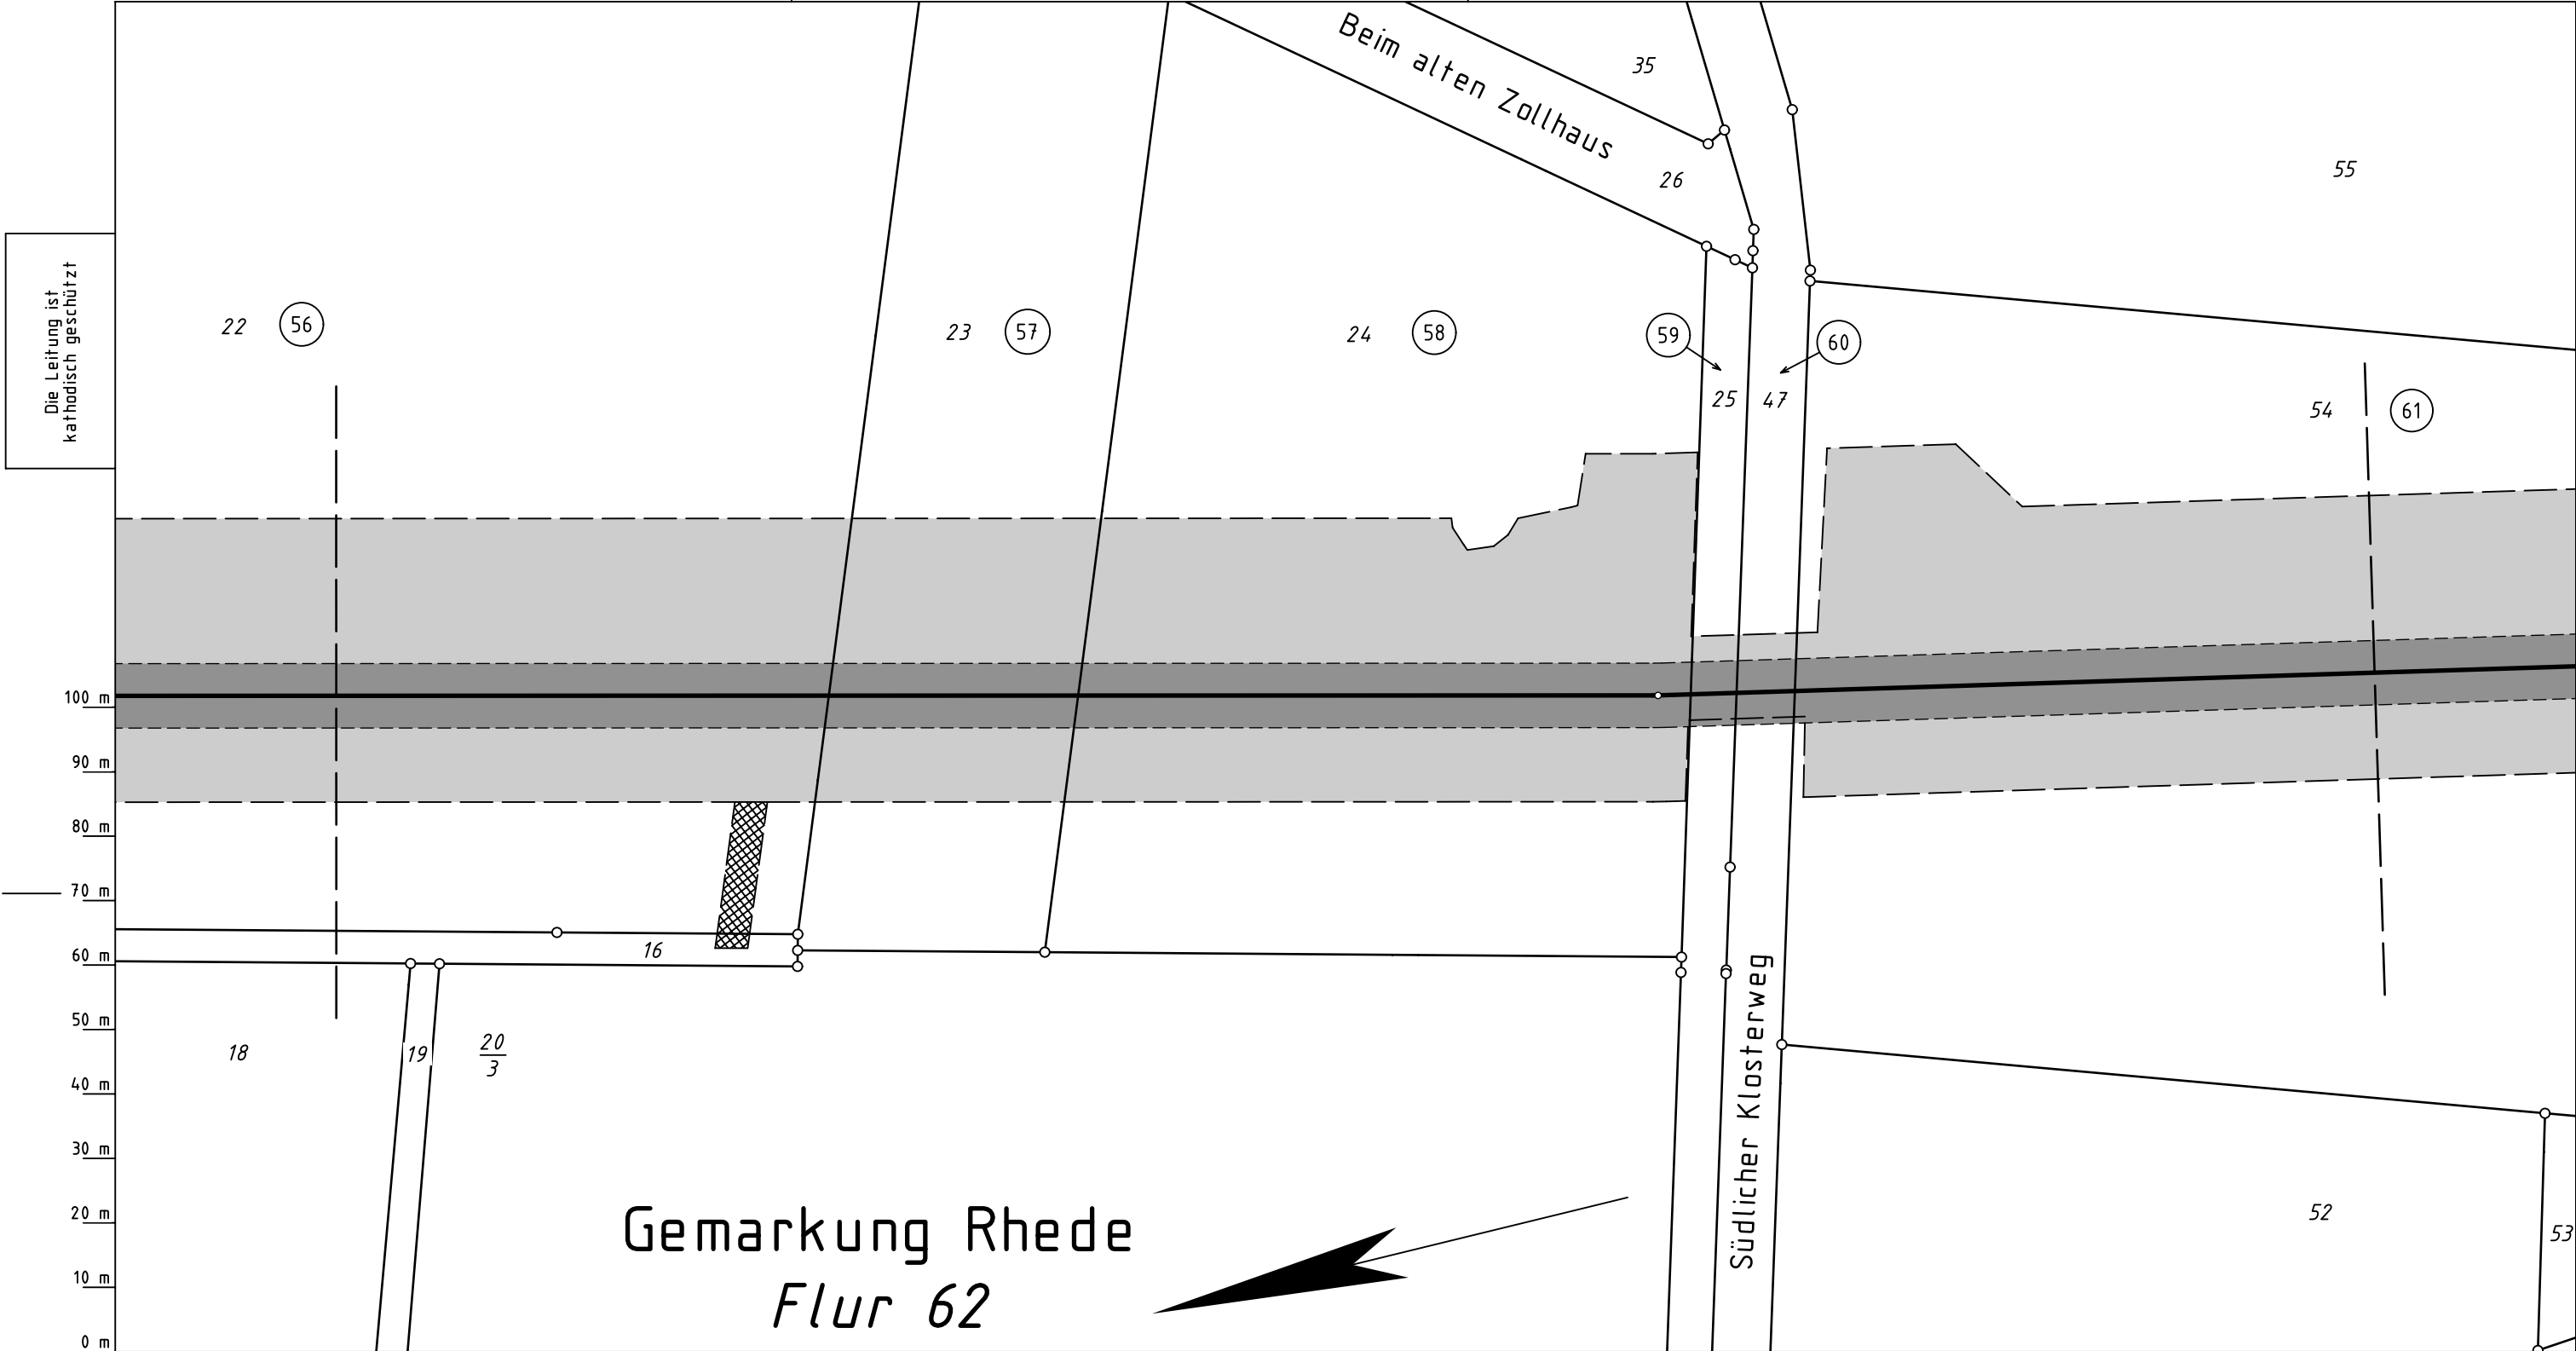 Beim alten Zollhaus
35
26
55
Die Leitung ist
kathodisch geschützt
22 56
23 57
24 58
59
60
25 47
54 61
100 m
90 m
80 m
70 m
60 m
50 m
40 m
30 m
20 m
10 m
0 m
16
18
19
20
3
Südlicher Klosterweg
52
53
Gemarkung Rhede
Flur 62